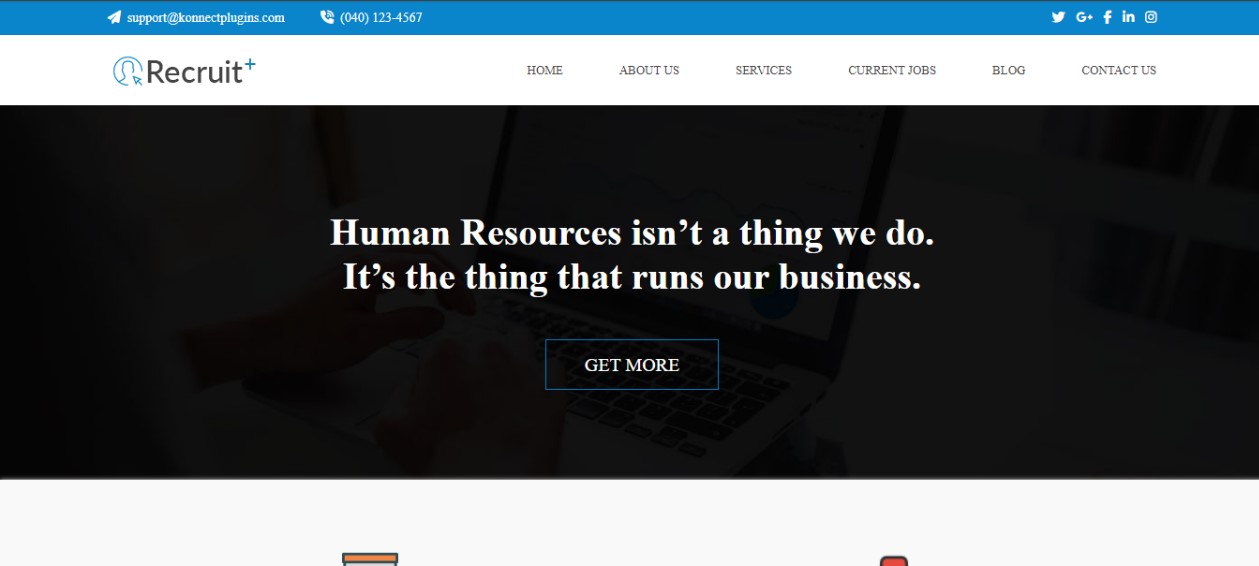 support@konnectplugins.com (040) 123-4567
Recruit+ HOME ABOUT US SERVICES CURRENT JOBS BLOG CONTACT US
Human Resources isn’t a thing we do.
It’s the thing that runs our business.
GET MORE